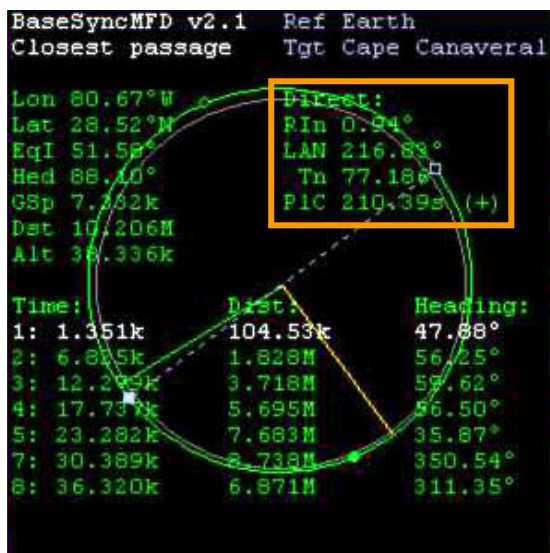 BaseSyncMFD v2.1 Ref Earth
Closest passage Tgt Cape Canaveral
Lon 80.67°W Direct:
Lat 28.52°N RIn 0.94°
EqI 51.58° LAN 216.83°
Hed 88.10° Tn 77.18
GSp 7.332k PlC 210.39s (+)
Dst 10.206M
Alt 38.336k
Time: Dist: Heading:
1: 1.351k 104.53k 47.88°
2: 6.825k 1.828M 56.25°
3: 12.299k 3.718M 59.62°
4: 17.737k 5.695M 56.50°
5: 23.282k 7.683M 35.87°
7: 30.389k 8.738M 350.54°
8: 36.320k 6.871M 311.35°